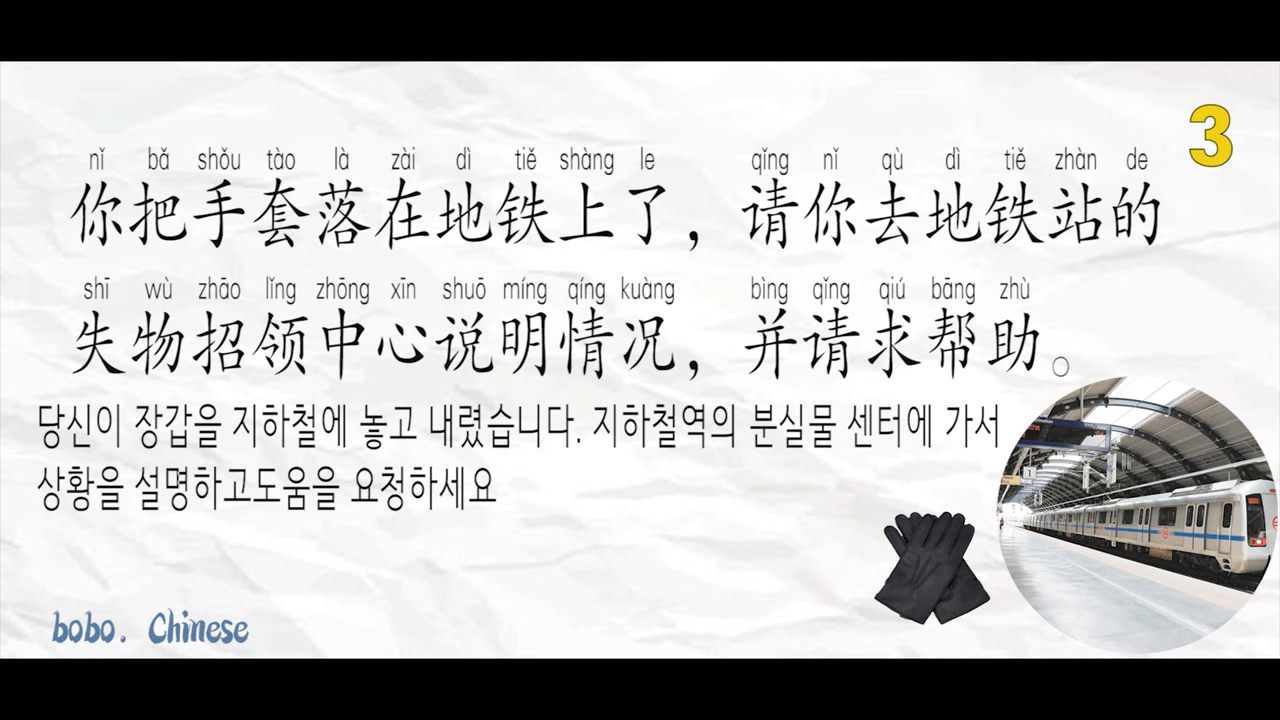 3
nǐ bǎ shǒu tào là zài dì tiě shàng le qǐng nǐ qù dì tiě zhàn de
你把手套落在地铁上了，请你去地铁站的
shī wù zhāo lǐng zhōng xīn shuō míng qíng kuàng bìng qǐng qiú bāng zhù
失物招领中心说明情况，并请求帮助。
당신이 장갑을 지하철에 놓고 내렸습니다. 지하철역의 분실물 센터에 가서
상황을 설명하고도움을 요청하세요
bobo. Chinese